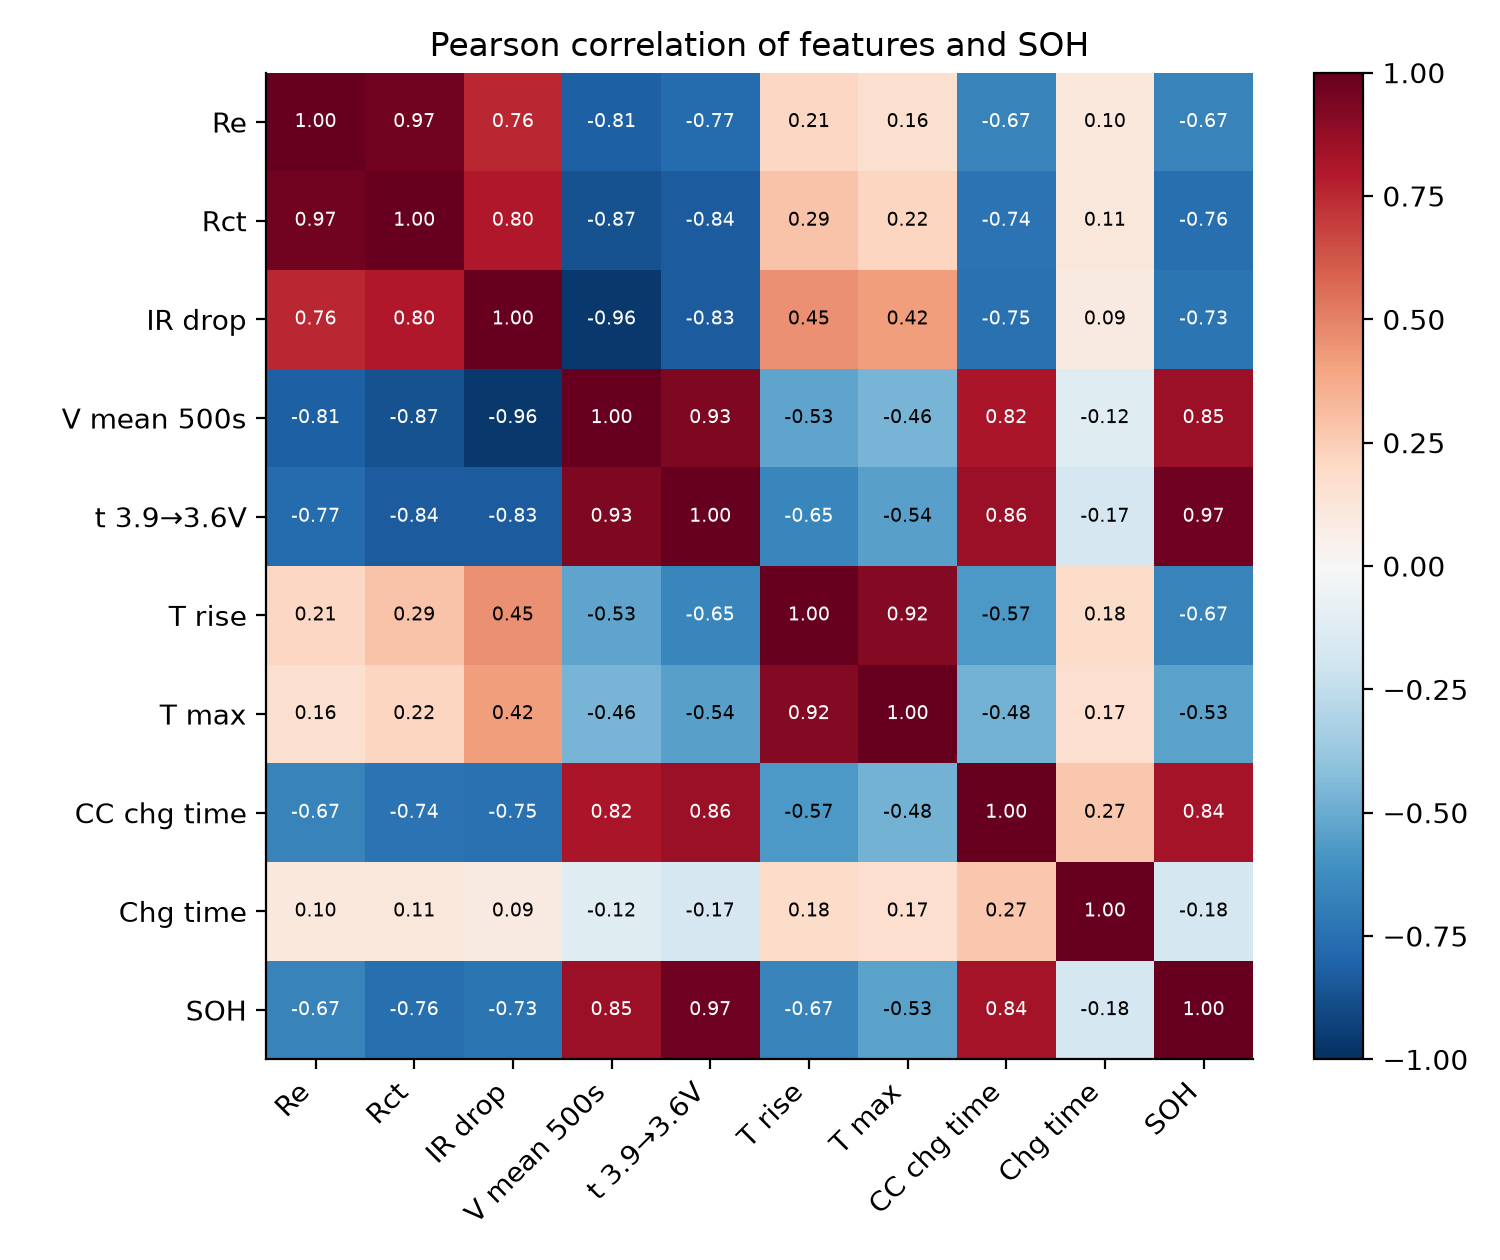 Pearson correlation of features and SOH
Re 1.00 0.97 0.76 -0.81 -0.77 0.21 0.16 -0.67 0.10 -0.67
Rct 0.97 1.00 0.80 -0.87 -0.84 0.29 0.22 -0.74 0.11 -0.76
IR drop 0.76 0.80 1.00 -0.96 -0.83 0.45 0.42 -0.75 0.09 -0.73
V mean 500s -0.81 -0.87 -0.96 1.00 0.93 -0.53 -0.46 0.82 -0.12 0.85
t 3.9→3.6V -0.77 -0.84 -0.83 0.93 1.00 -0.65 -0.54 0.86 -0.17 0.97
T rise 0.21 0.29 0.45 -0.53 -0.65 1.00 0.92 -0.57 0.18 -0.67
T max 0.16 0.22 0.42 -0.46 -0.54 0.92 1.00 -0.48 0.17 -0.53
CC chg time -0.67 -0.74 -0.75 0.82 0.86 -0.57 -0.48 1.00 0.27 0.84
Chg time 0.10 0.11 0.09 -0.12 -0.17 0.18 0.17 0.27 1.00 -0.18
SOH -0.67 -0.76 -0.73 0.85 0.97 -0.67 -0.53 0.84 -0.18 1.00
Re Rct IR drop V mean 500s t 3.9→3.6V T rise T max CC chg time Chg time SOH
1.00
0.75
0.50
0.25
0.00
−0.25
−0.50
−0.75
−1.00